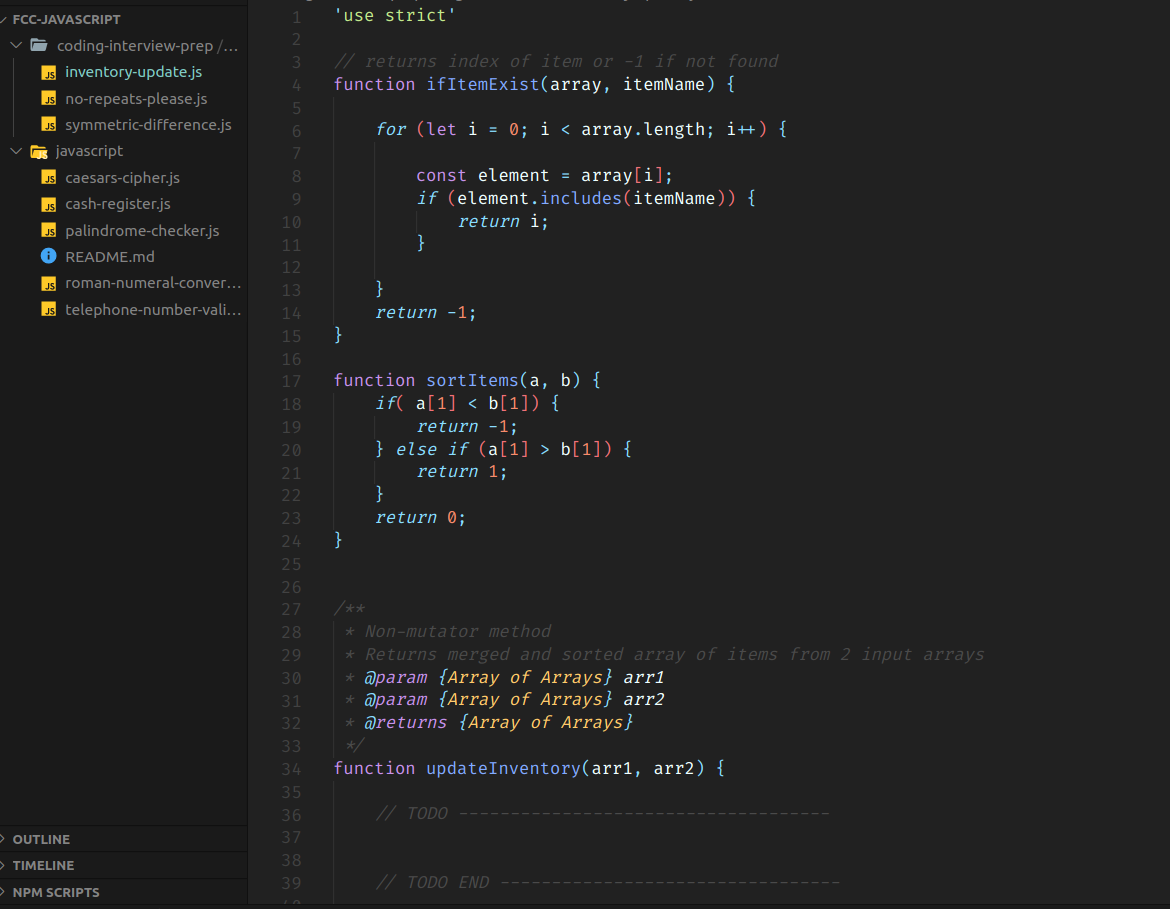 FCC-JAVASCRIPT
coding-interview-prep /...
inventory-update.js
no-repeats-please.js
symmetric-difference.js
javascript
caesars-cipher.js
cash-register.js
palindrome-checker.js
README.md
roman-numeral-conver...
telephone-number-vali...
OUTLINE
TIMELINE
NPM SCRIPTS
1 'use strict'
2
3 // returns index of item or -1 if not found
4 function ifItemExist(array, itemName) {
5
6 for (let i = 0; i < array.length; i++) {
7
8 const element = array[i];
9 if (element.includes(itemName)) {
10 return i;
11 }
12
13 }
14 return -1;
15 }
16
17 function sortItems(a, b) {
18 if( a[1] < b[1]) {
19 return -1;
20 } else if (a[1] > b[1]) {
21 return 1;
22 }
23 return 0;
24 }
25
26
27 /**
28 * Non-mutator method
29 * Returns merged and sorted array of items from 2 input arrays
30 * @param {Array of Arrays} arr1
31 * @param {Array of Arrays} arr2
32 * @returns {Array of Arrays}
33 */
34 function updateInventory(arr1, arr2) {
35
36 // TODO ------------------------------------
37
38
39 // TODO END ---------------------------------